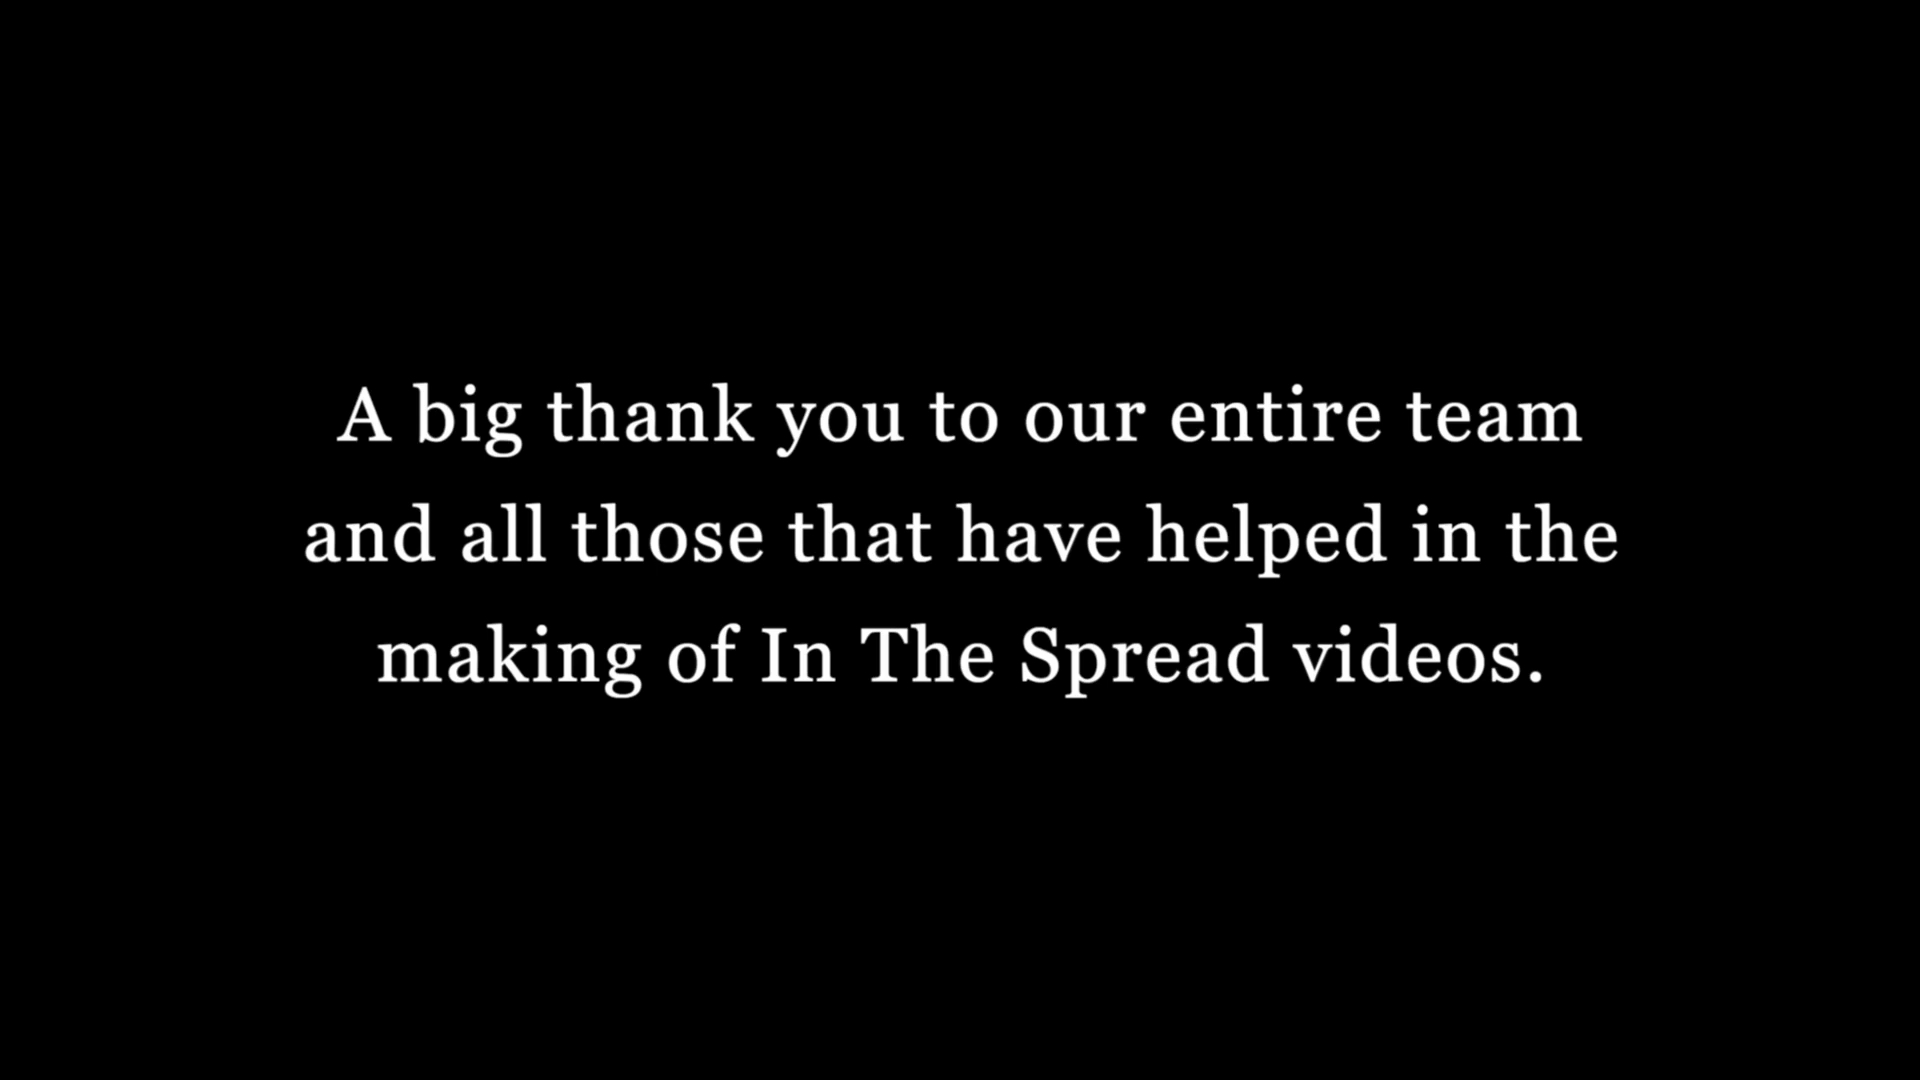 A big thank you to our entire team
and all those that have helped in the
making of In The Spread videos.